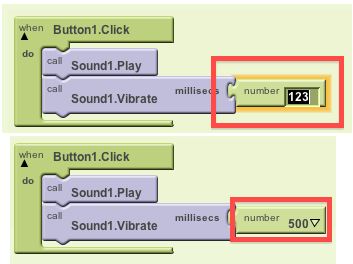 when Button1.Click
do call Sound1.Play
call Sound1.Vibrate millisecs number 123
when Button1.Click
do call Sound1.Play
call Sound1.Vibrate millisecs number 500